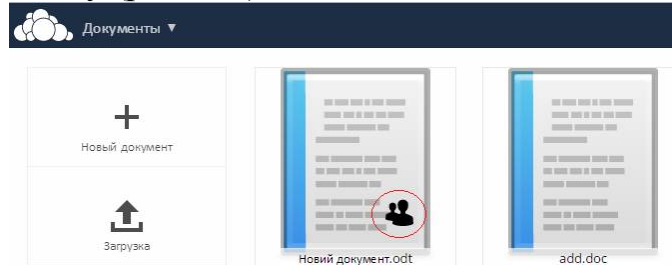 Документы ▼
Новый документ
Загрузка
Новий документ.odt
add.doc